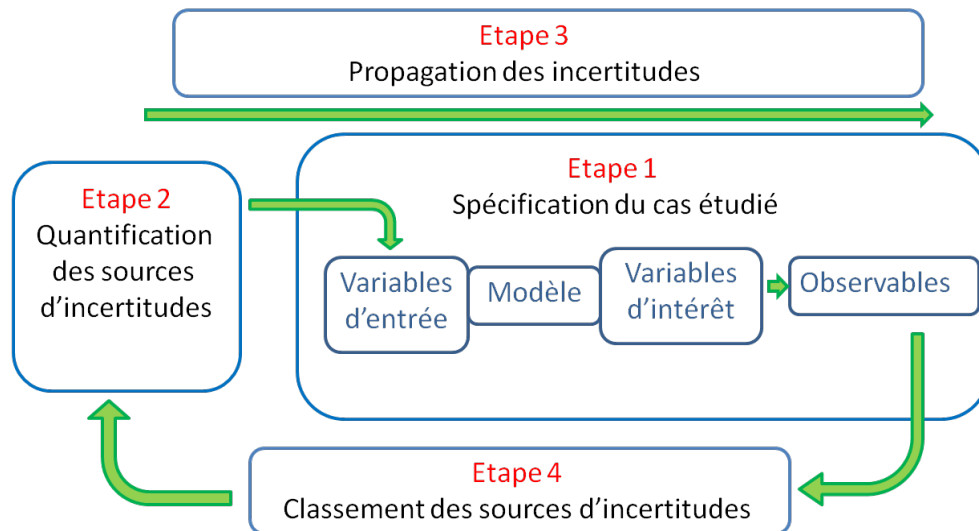 Etape 3
Propagation des incertitudes
Etape 1
Spécification du cas étudié
Etape 2
Quantification
des sources
d'incertitudes
Variables
d'entrée
Modèle
Variables
d'intérêt
Observables
Etape 4
Classement des sources d'incertitudes